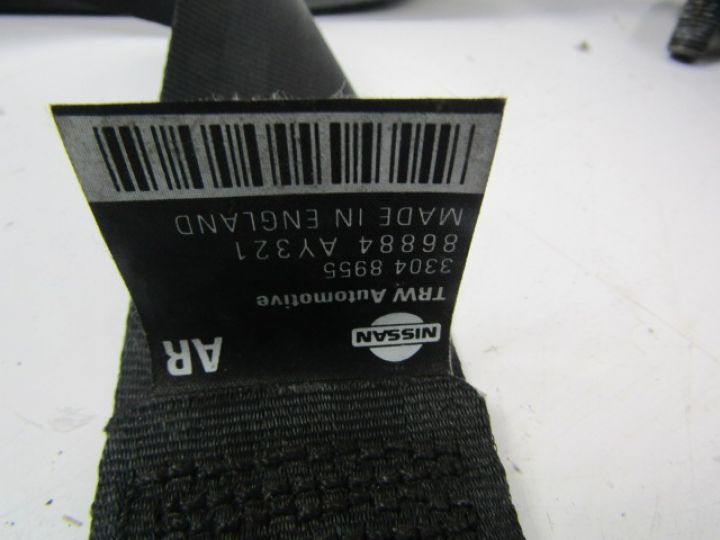 NISSAN
AR
TRW Automotive
3304 8955
86884 AY321
MADE IN ENGLAND